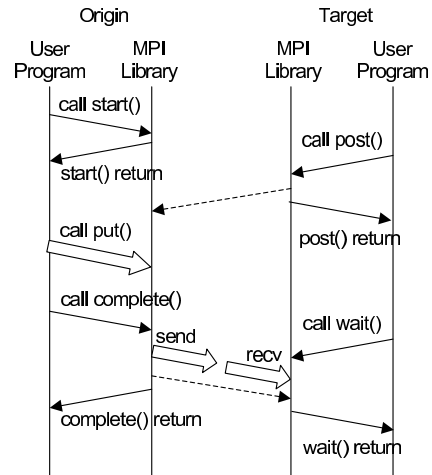 Origin
Target
User Program
MPI Library
MPI Library
User Program
call start()
start() return
call post()
post() return
call put()
call complete()
send
recv
call wait()
complete() return
wait() return